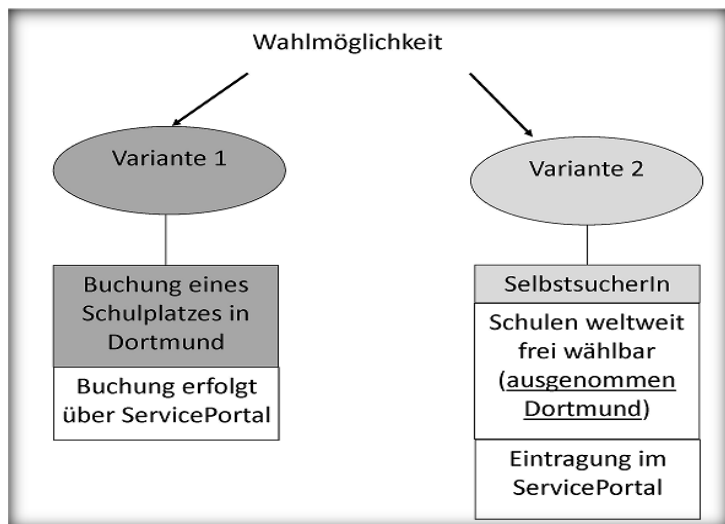 Wahlmöglichkeit
Variante 1
Buchung eines
Schulplatzes in
Dortmund
Buchung erfolgt
über ServicePortal
Variante 2
SelbstsucherIn
Schulen weltweit
frei wählbar
(ausgenommen
Dortmund)
Eintragung im
ServicePortal